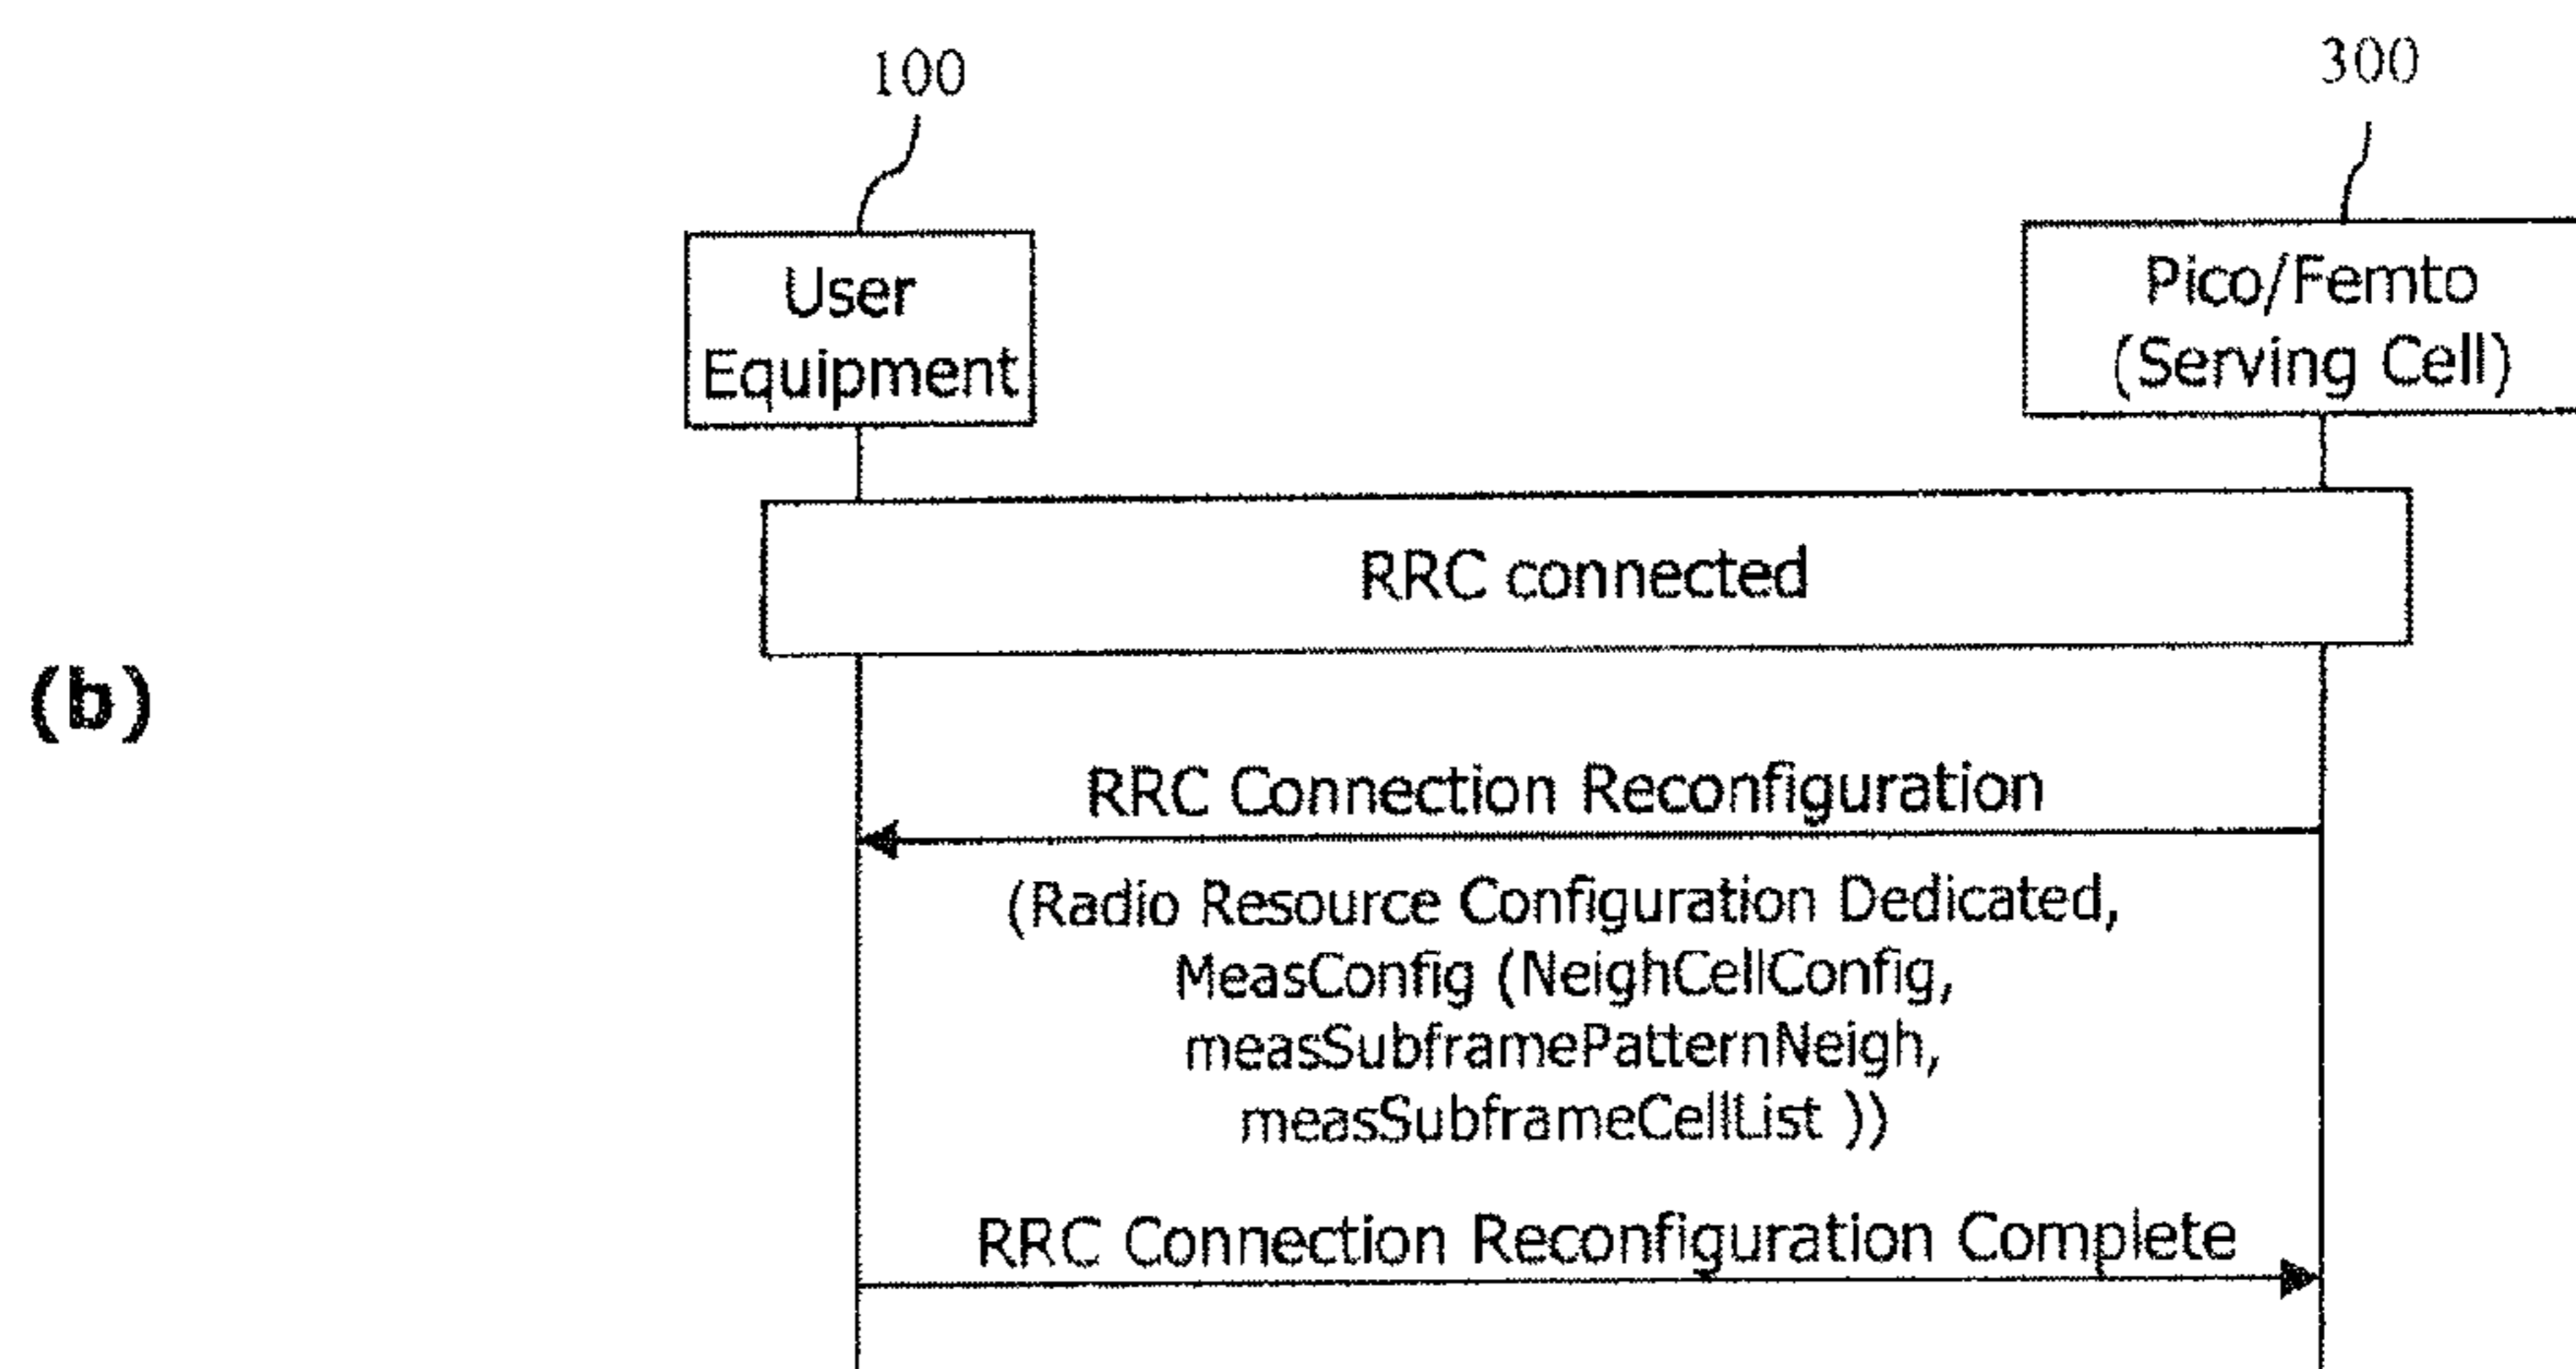 100
300
User
Equipment
Pico/Femto
(Serving Cell)
RRC connected
(b)
RRC Connection Reconfiguration
(Radio Resource Configuration Dedicated,
MeasConfig (NeighCellConfig,
measSubframePatternNeigh,
measSubframeCellList ))
RRC Connection Reconfiguration Complete